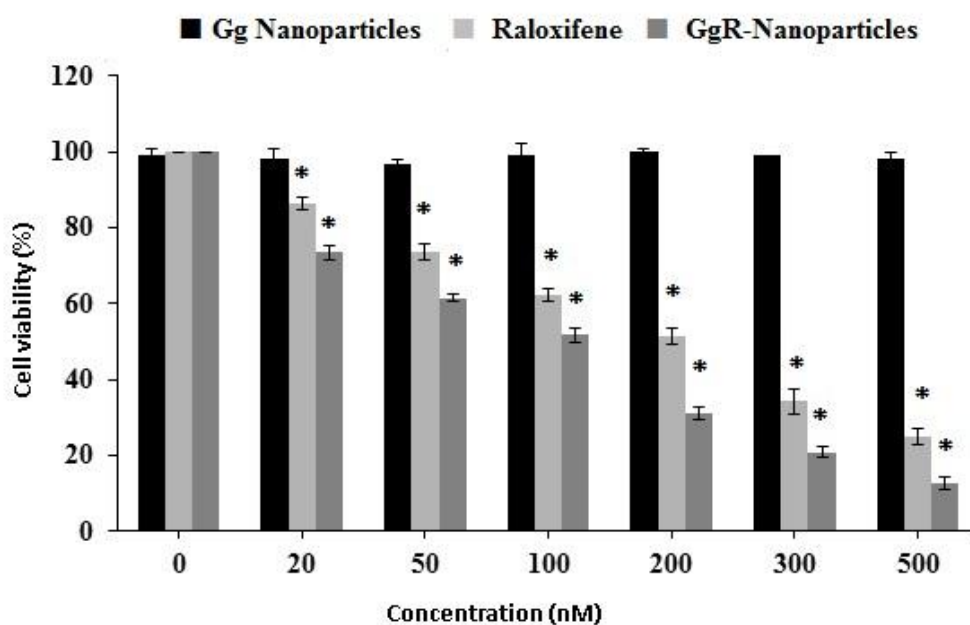 Gg Nanoparticles Raloxifene GgR-Nanoparticles
120
100
80
60
40
20
0
Cell viability (%)
* * * * * * * * * * * *
0 20 50 100 200 300 500
Concentration (nM)